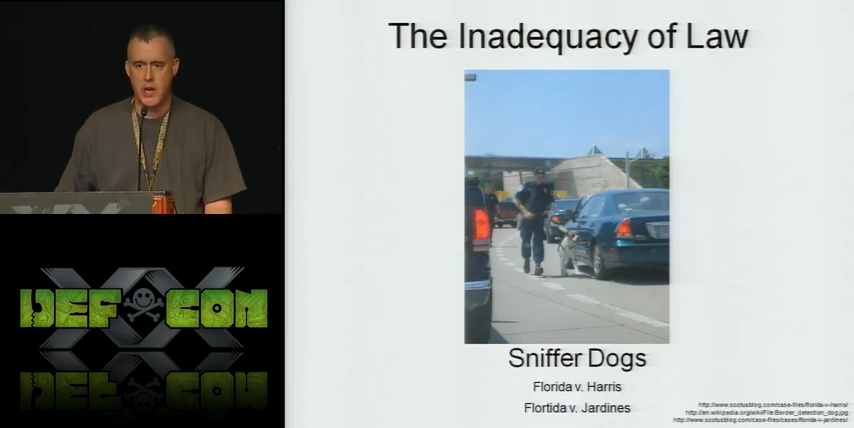 The Inadequacy of Law
DEF CON
Sniffer Dogs
Florida v. Harris
Flortida v. Jardines
http://www.scotusblog.com/case-files/florida-v-harris/
http://en.wikipedia.org/wiki/File:Border_detection_dog.jpg
http://www.scotusblog.com/case-files/cases/florida-v-jardines/